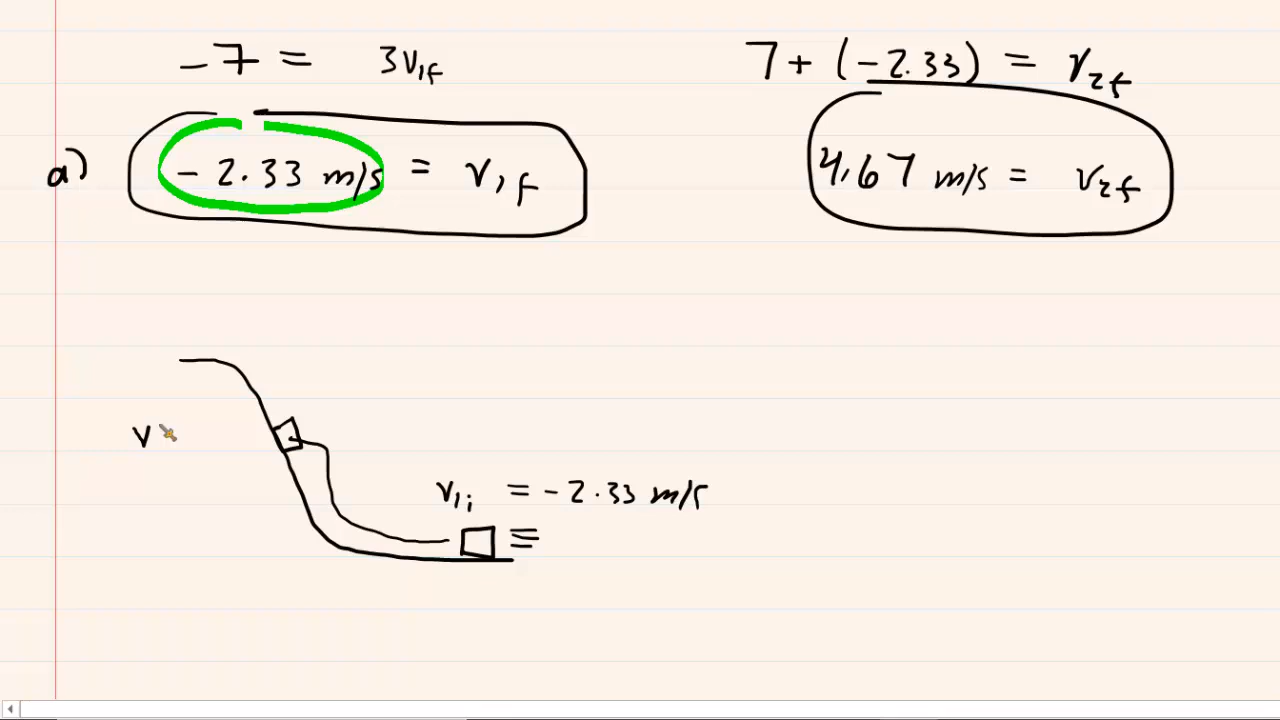 -7 = 3v1f
7 + (-2.33) = v2f
a) -2.33 m/s = v1f
4.67 m/s = v2f
v
v1i = -2.33 m/s